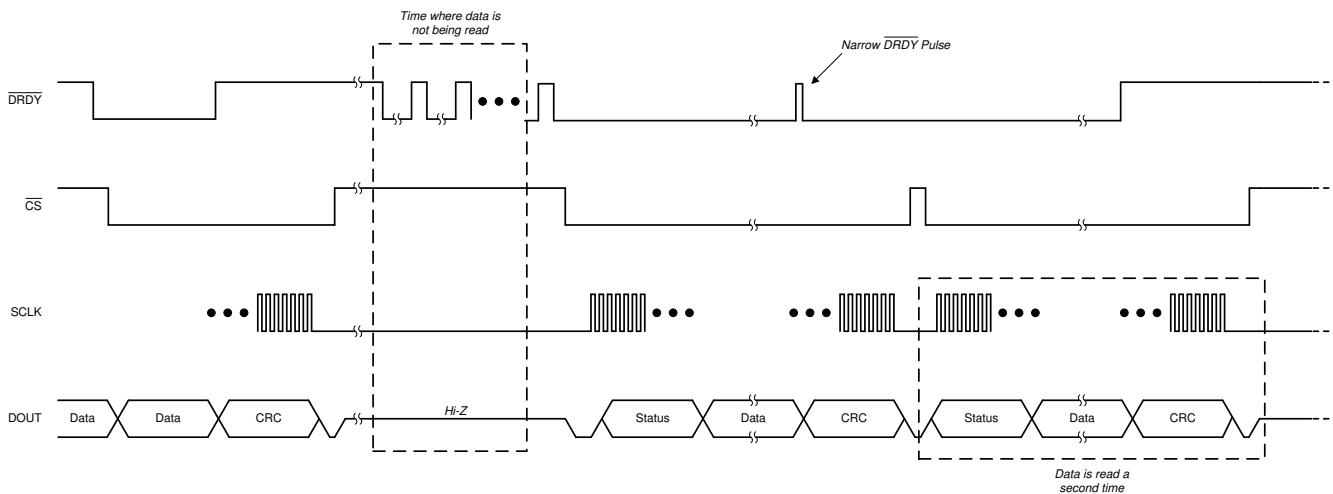 Time where data is
not being read
Narrow DRDY Pulse
DRDY
CS
SCLK
DOUT
Data
Data
CRC
Hi-Z
Status
Data
CRC
Status
Data
CRC
Data is read a
second time